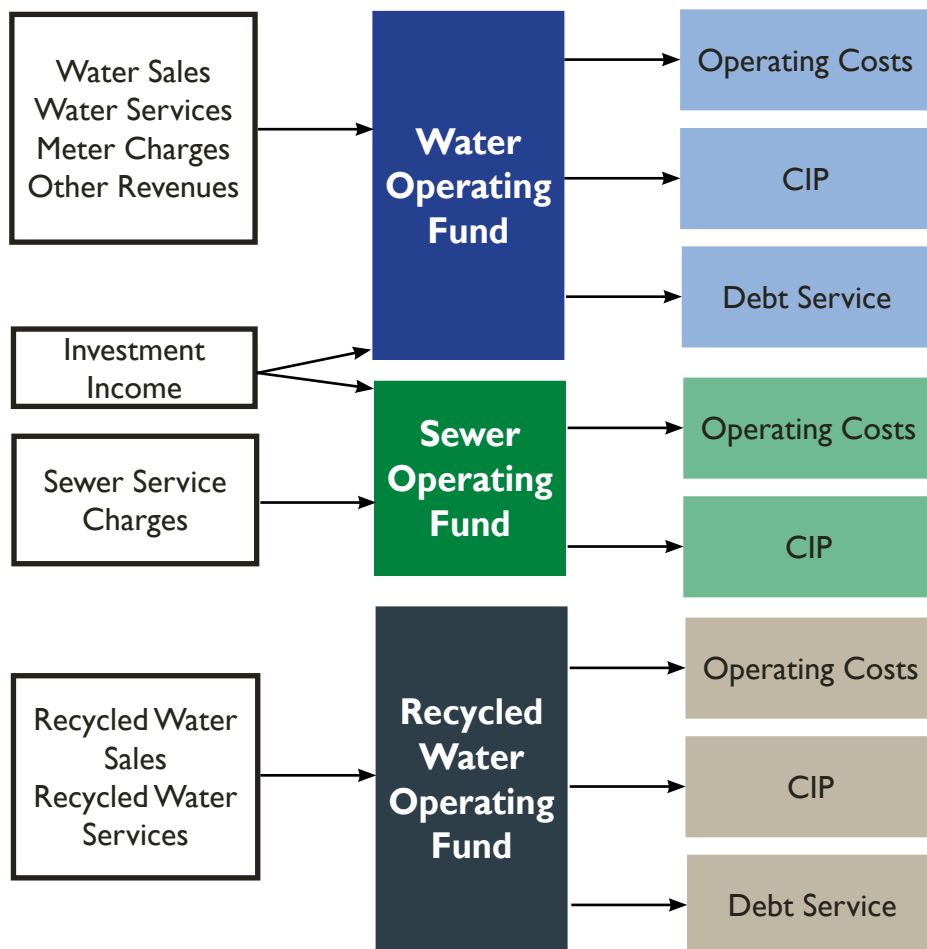 Water Sales
Water Services
Meter Charges
Other Revenues
Water
Operating
Fund
Operating Costs
CIP
Debt Service
Investment
Income
Sewer Service
Charges
Sewer
Operating
Fund
Operating Costs
CIP
Recycled Water
Sales
Recycled Water
Services
Recycled
Water
Operating
Fund
Operating Costs
CIP
Debt Service